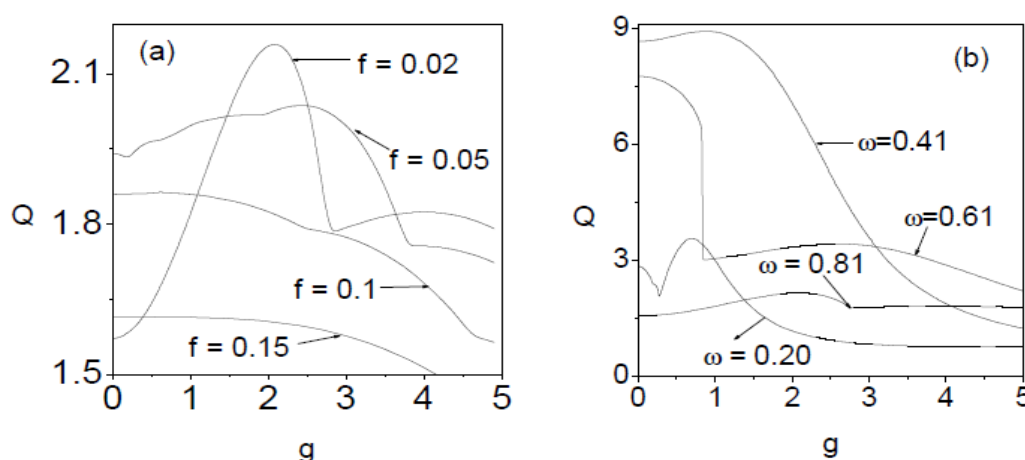 (a)
f = 0.02
2.1
f = 0.05
Q
1.8
f = 0.1
f = 0.15
1.5
0 1 2 3 4 5
g
9
(b)
ω=0.41
6
Q
ω=0.61
3
ω = 0.81
ω = 0.20
0
0 1 2 3 4 5
g